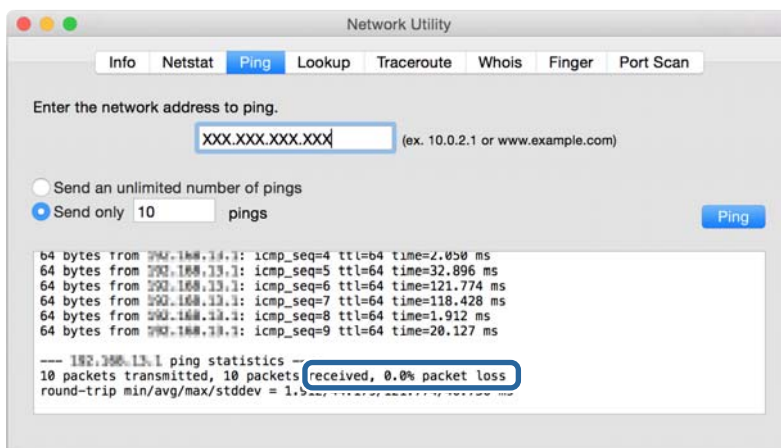 Network Utility
Info Netstat Ping Lookup Traceroute Whois Finger Port Scan
Enter the network address to ping.
XXX.XXX.XXX.XXX (ex. 10.0.2.1 or www.example.com)
Send an unlimited number of pings
Send only 10 pings
Ping
64 bytes from : icmp_seq=4 ttl=64 time=2.050 ms
64 bytes from : icmp_seq=5 ttl=64 time=32.896 ms
64 bytes from : icmp_seq=6 ttl=64 time=121.774 ms
64 bytes from : icmp_seq=7 ttl=64 time=118.428 ms
64 bytes from : icmp_seq=8 ttl=64 time=1.912 ms
64 bytes from : icmp_seq=9 ttl=64 time=20.127 ms
--- ping statistics --
10 packets transmitted, 10 packets received, 0.0% packet loss
round-trip min/avg/max/stddev = ms